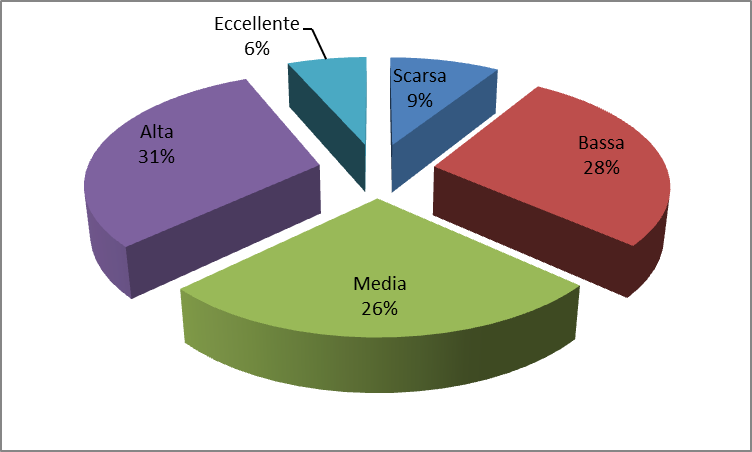 Eccellente
6%
Scarsa
9%
Bassa
28%
Alta
31%
Media
26%